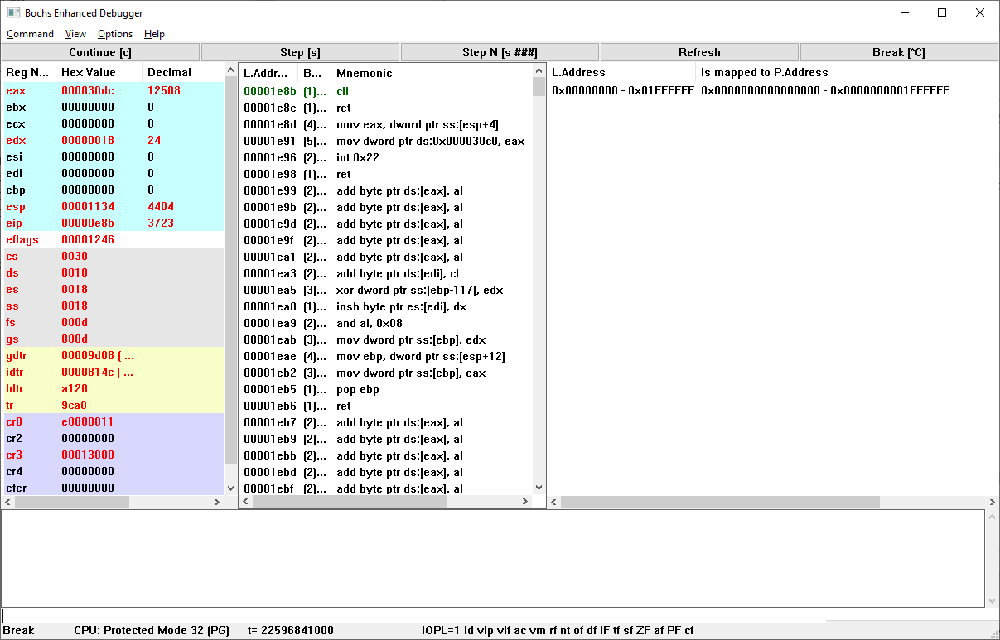 Bochs Enhanced Debugger
Command View Options Help
Continue [c] Step [s] Step N [s ###] Refresh Break [^C]
Reg N... Hex Value Decimal
eax 000030dc 12508
ebx 00000000 0
ecx 00000000 0
edx 00000018 24
esi 00000000 0
edi 00000000 0
ebp 00000000 0
esp 00001134 4404
eip 00000e8b 3723
eflags 00001246
cs 0030
ds 0018
es 0018
ss 0018
fs 000d
gs 000d
gdtr 00009d08 ( ...
idtr 0000814c ( ...
ldtr a120
tr 9ca0
cr0 e0000011
cr2 00000000
cr3 00013000
cr4 00000000
efer 00000000
L.Addr... B... Mnemonic
00001e8b (1)... cli
00001e8c (1)... ret
00001e8d (4)... mov eax, dword ptr ss:[esp+4]
00001e91 (5)... mov dword ptr ds:0x000030c0, eax
00001e96 (2)... int 0x22
00001e98 (1)... ret
00001e99 (2)... add byte ptr ds:[eax], al
00001e9b (2)... add byte ptr ds:[eax], al
00001e9d (2)... add byte ptr ds:[eax], al
00001e9f (2)... add byte ptr ds:[eax], al
00001ea1 (2)... add byte ptr ds:[eax], al
00001ea3 (2)... add byte ptr ds:[edi], cl
00001ea5 (3)... xor dword ptr ss:[ebp-117], edx
00001ea8 (1)... insb byte ptr es:[edi], dx
00001ea9 (2)... and al, 0x08
00001eab (3)... mov dword ptr ss:[ebp], edx
00001eae (4)... mov ebp, dword ptr ss:[esp+12]
00001eb2 (3)... mov dword ptr ss:[ebp], eax
00001eb5 (1)... pop ebp
00001eb6 (1)... ret
00001eb7 (2)... add byte ptr ds:[eax], al
00001eb9 (2)... add byte ptr ds:[eax], al
00001ebb (2)... add byte ptr ds:[eax], al
00001ebd (2)... add byte ptr ds:[eax], al
00001ebf (2)... add byte ptr ds:[eax], al
L.Address is mapped to P.Address
0x00000000 - 0x01FFFFFF 0x0000000000000000 - 0x0000000001FFFFFF
Break CPU: Protected Mode 32 (PG) t= 22596841000 IOPL=1 id vip vif ac vm rf nt of df IF tf sf ZF af PF cf